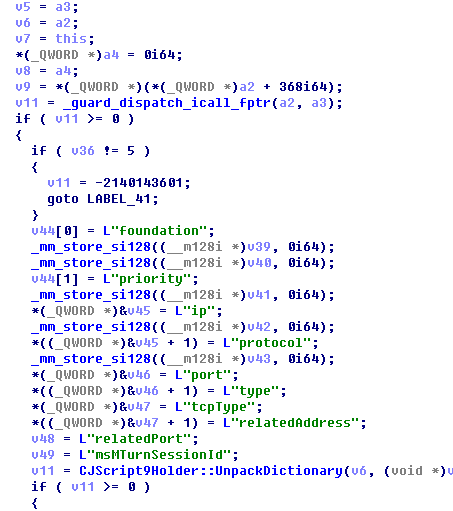 v5 = a3;
v6 = a2;
v7 = this;
*(_QWORD *)a4 = 0i64;
v8 = a4;
v9 = *(_QWORD *)(*(_QWORD *)a2 + 368i64);
v11 = _guard_dispatch_icall_fptr(a2, a3);
if ( v11 >= 0 )
{
if ( v36 != 5 )
{
v11 = -2140143601;
goto LABEL_41;
}
v44[0] = L"foundation";
_mm_store_si128((__m128i *)v39, 0i64);
_mm_store_si128((__m128i *)v40, 0i64);
v44[1] = L"priority";
_mm_store_si128((__m128i *)v41, 0i64);
*(_QWORD *)&v45 = L"ip";
_mm_store_si128((__m128i *)v42, 0i64);
*((_QWORD *)&v45 + 1) = L"protocol";
_mm_store_si128((__m128i *)v43, 0i64);
*(_QWORD *)&v46 = L"port";
*((_QWORD *)&v46 + 1) = L"type";
*(_QWORD *)&v47 = L"tcpType";
*((_QWORD *)&v47 + 1) = L"relatedAddress";
v48 = L"relatedPort";
v49 = L"msMTurnSessionId";
v11 = CJScript9Holder::UnpackDictionary(v6, (void *)v
if ( v11 >= 0 )
{